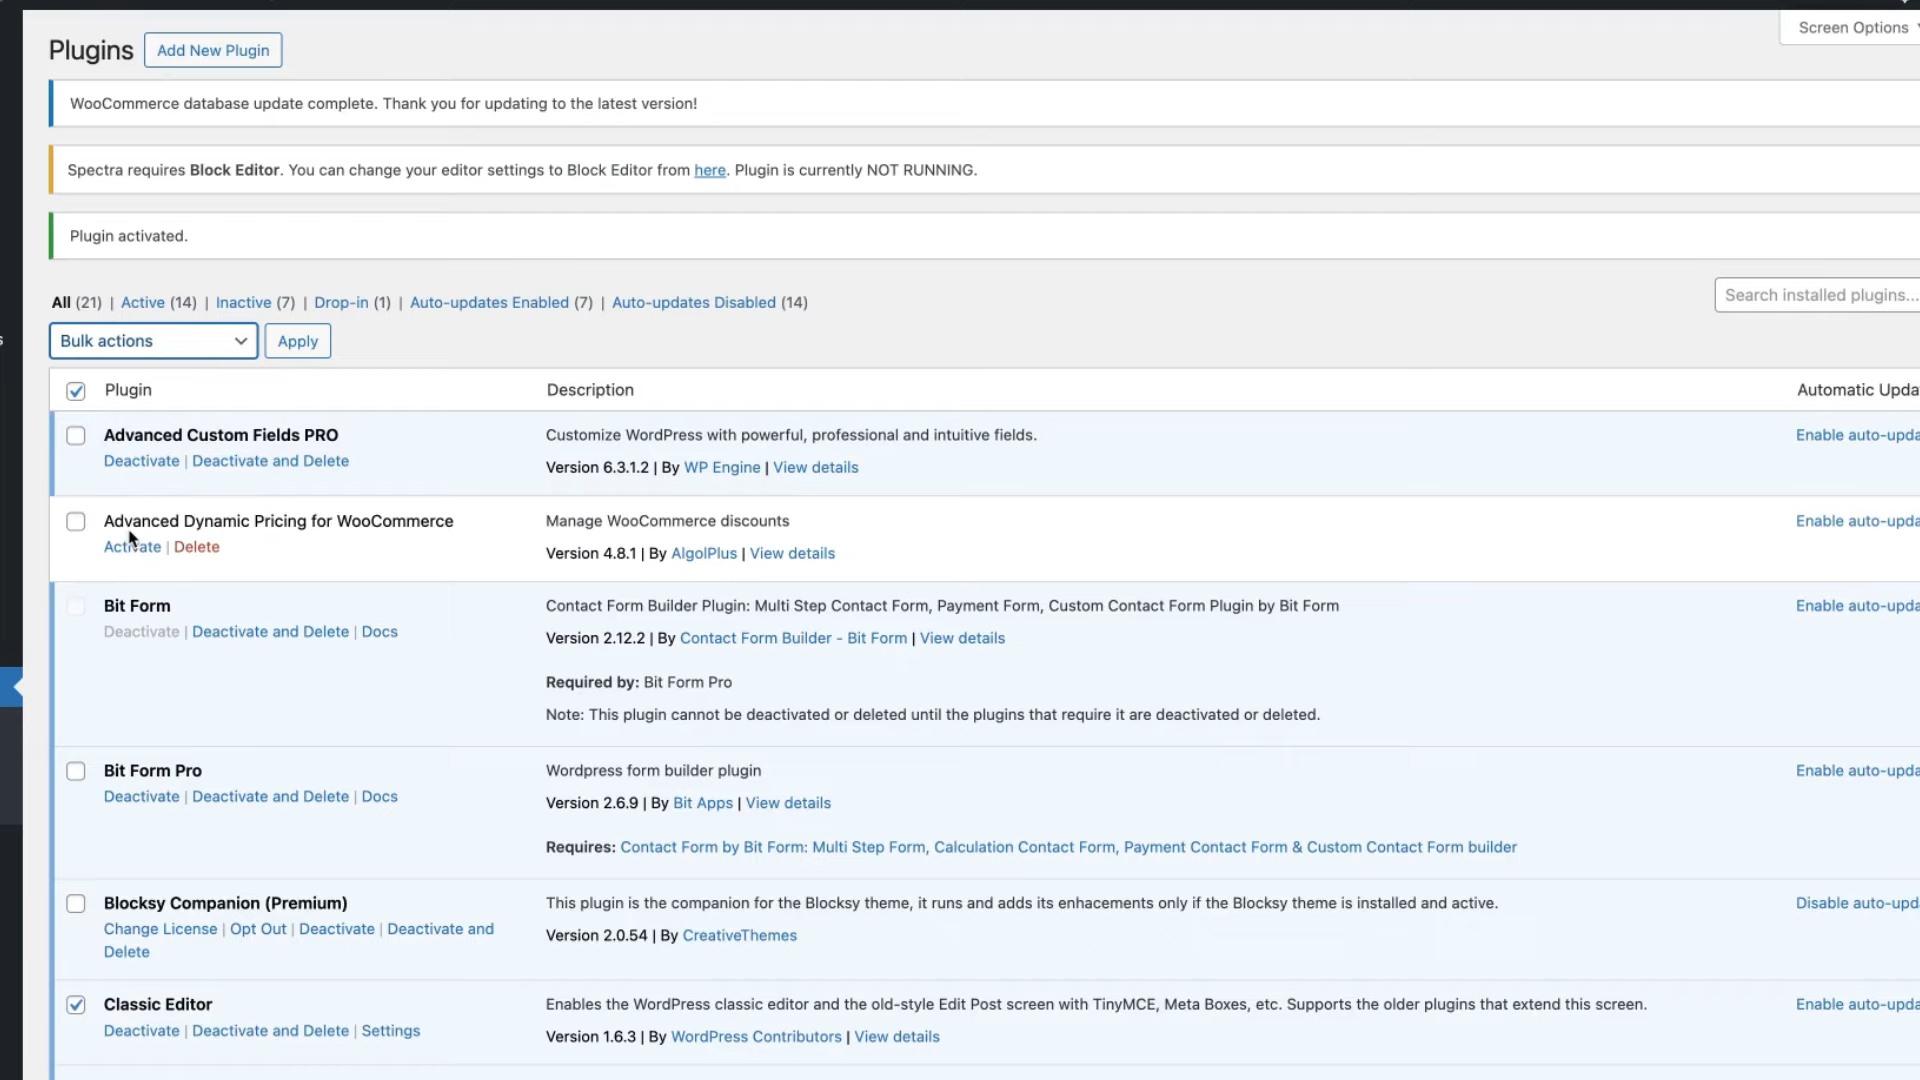 Screen Options
Plugins Add New Plugin
WooCommerce database update complete. Thank you for updating to the latest version!
Spectra requires Block Editor. You can change your editor settings to Block Editor from here. Plugin is currently NOT RUNNING.
Plugin activated.
All (21) | Active (14) | Inactive (7) | Drop-in (1) | Auto-updates Enabled (7) | Auto-updates Disabled (14)
Search installed plugins...
Bulk actions Apply
Plugin Description Automatic Upda
Advanced Custom Fields PRO Customize WordPress with powerful, professional and intuitive fields. Enable auto-upda
Deactivate | Deactivate and Delete Version 6.3.1.2 | By WP Engine | View details
Advanced Dynamic Pricing for WooCommerce Manage WooCommerce discounts Enable auto-upda
Activate | Delete Version 4.8.1 | By AlgolPlus | View details
Bit Form Contact Form Builder Plugin: Multi Step Contact Form, Payment Form, Custom Contact Form Plugin by Bit Form Enable auto-upda
Deactivate | Deactivate and Delete | Docs Version 2.12.2 | By Contact Form Builder - Bit Form | View details
Required by: Bit Form Pro
Note: This plugin cannot be deactivated or deleted until the plugins that require it are deactivated or deleted.
Bit Form Pro Wordpress form builder plugin Enable auto-upda
Deactivate | Deactivate and Delete | Docs Version 2.6.9 | By Bit Apps | View details
Requires: Contact Form by Bit Form: Multi Step Form, Calculation Contact Form, Payment Contact Form & Custom Contact Form builder
Blocksy Companion (Premium) This plugin is the companion for the Blocksy theme, it runs and adds its enhacements only if the Blocksy theme is installed and active. Disable auto-upd
Change License | Opt Out | Deactivate | Deactivate and Version 2.0.54 | By CreativeThemes
Delete
Classic Editor Enables the WordPress classic editor and the old-style Edit Post screen with TinyMCE, Meta Boxes, etc. Supports the older plugins that extend this screen. Enable auto-upda
Deactivate | Deactivate and Delete | Settings Version 1.6.3 | By WordPress Contributors | View details